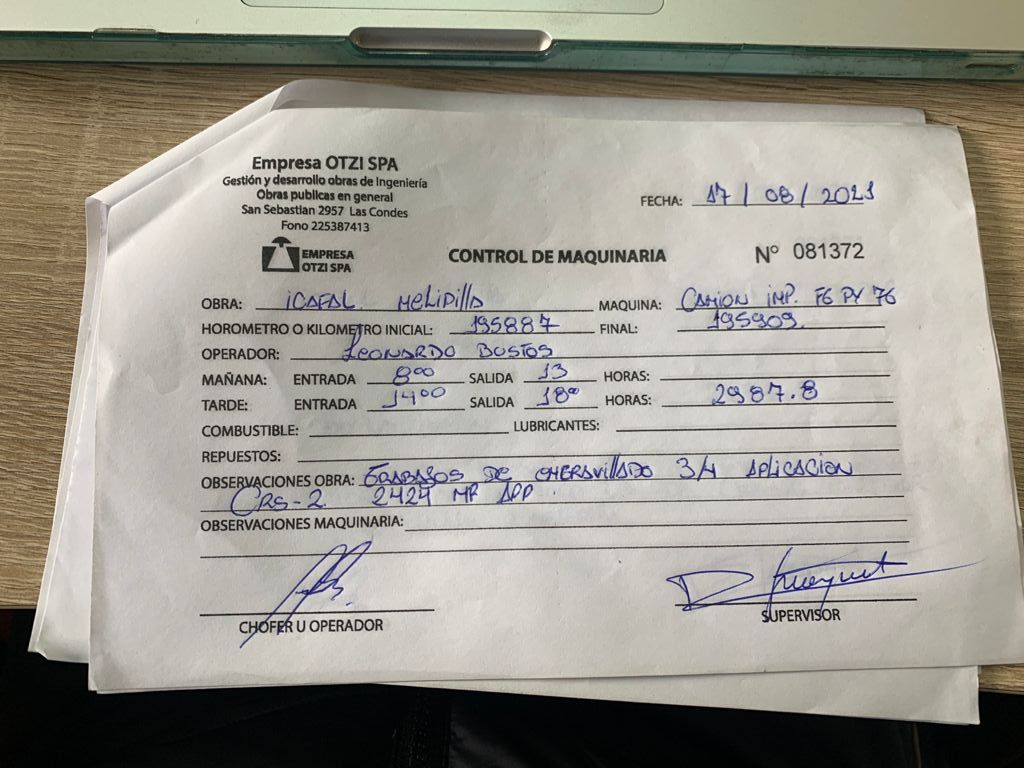 Empresa OTZI SPA
Gestión y desarrollo obras de Ingeniería
Obras publicas en general
San Sebastian 2957 Las Condes
Fono 225387413
EMPRESA
OTZI SPA
FECHA: 17 / 08 / 2021
CONTROL DE MAQUINARIA
N° 081372
OBRA: iCAFAL MELIPILLA MAQUINA: CAMION IMP. FG PY 76
HOROMETRO O KILOMETRO INICIAL: 195887 FINAL: 195909.
OPERADOR: LEONARDO BUSTOS
MAÑANA: ENTRADA 8 00 SALIDA 13 HORAS:
TARDE: ENTRADA 14 00 SALIDA 18 00 HORAS: 2987.8
COMBUSTIBLE: LUBRICANTES:
REPUESTOS:
OBSERVACIONES OBRA: TRABAJOS DE 3/4 APLICACION
CRS-2. 2424 APP.
OBSERVACIONES MAQUINARIA:
CHOFER U OPERADOR
SUPERVISOR